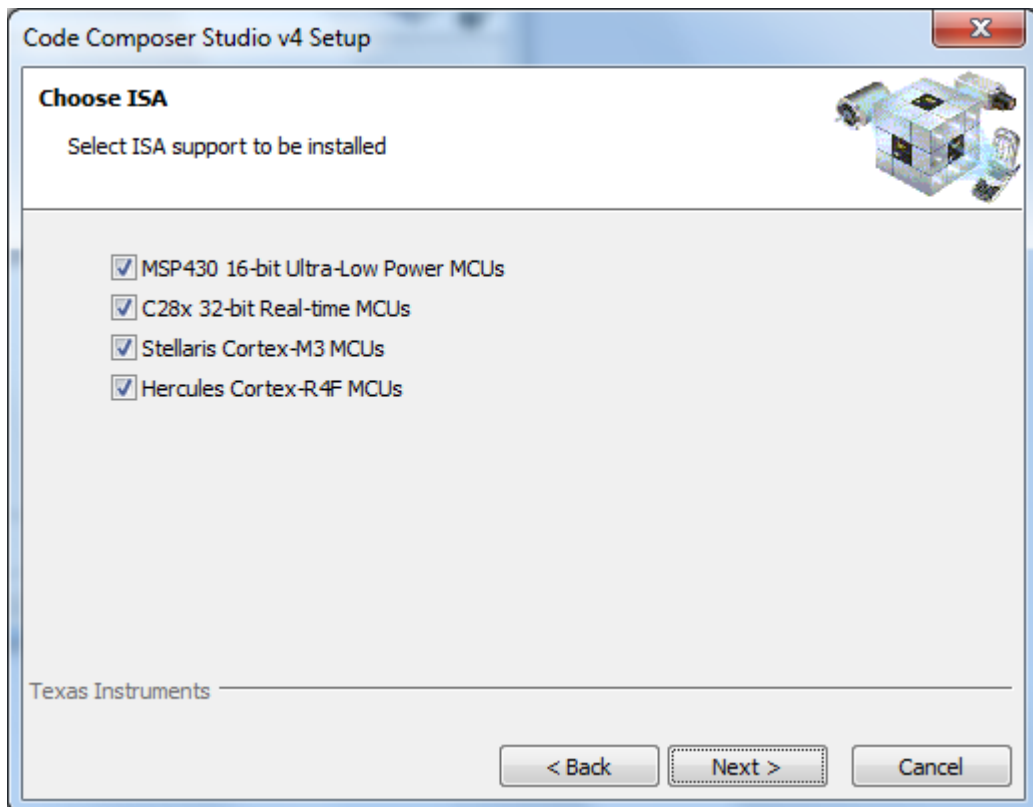 Code Composer Studio v4 Setup
Choose ISA
Select ISA support to be installed
MSP430 16-bit Ultra-Low Power MCUs
C28x 32-bit Real-time MCUs
Stellaris Cortex-M3 MCUs
Hercules Cortex-R4F MCUs
Texas Instruments
< Back Next > Cancel